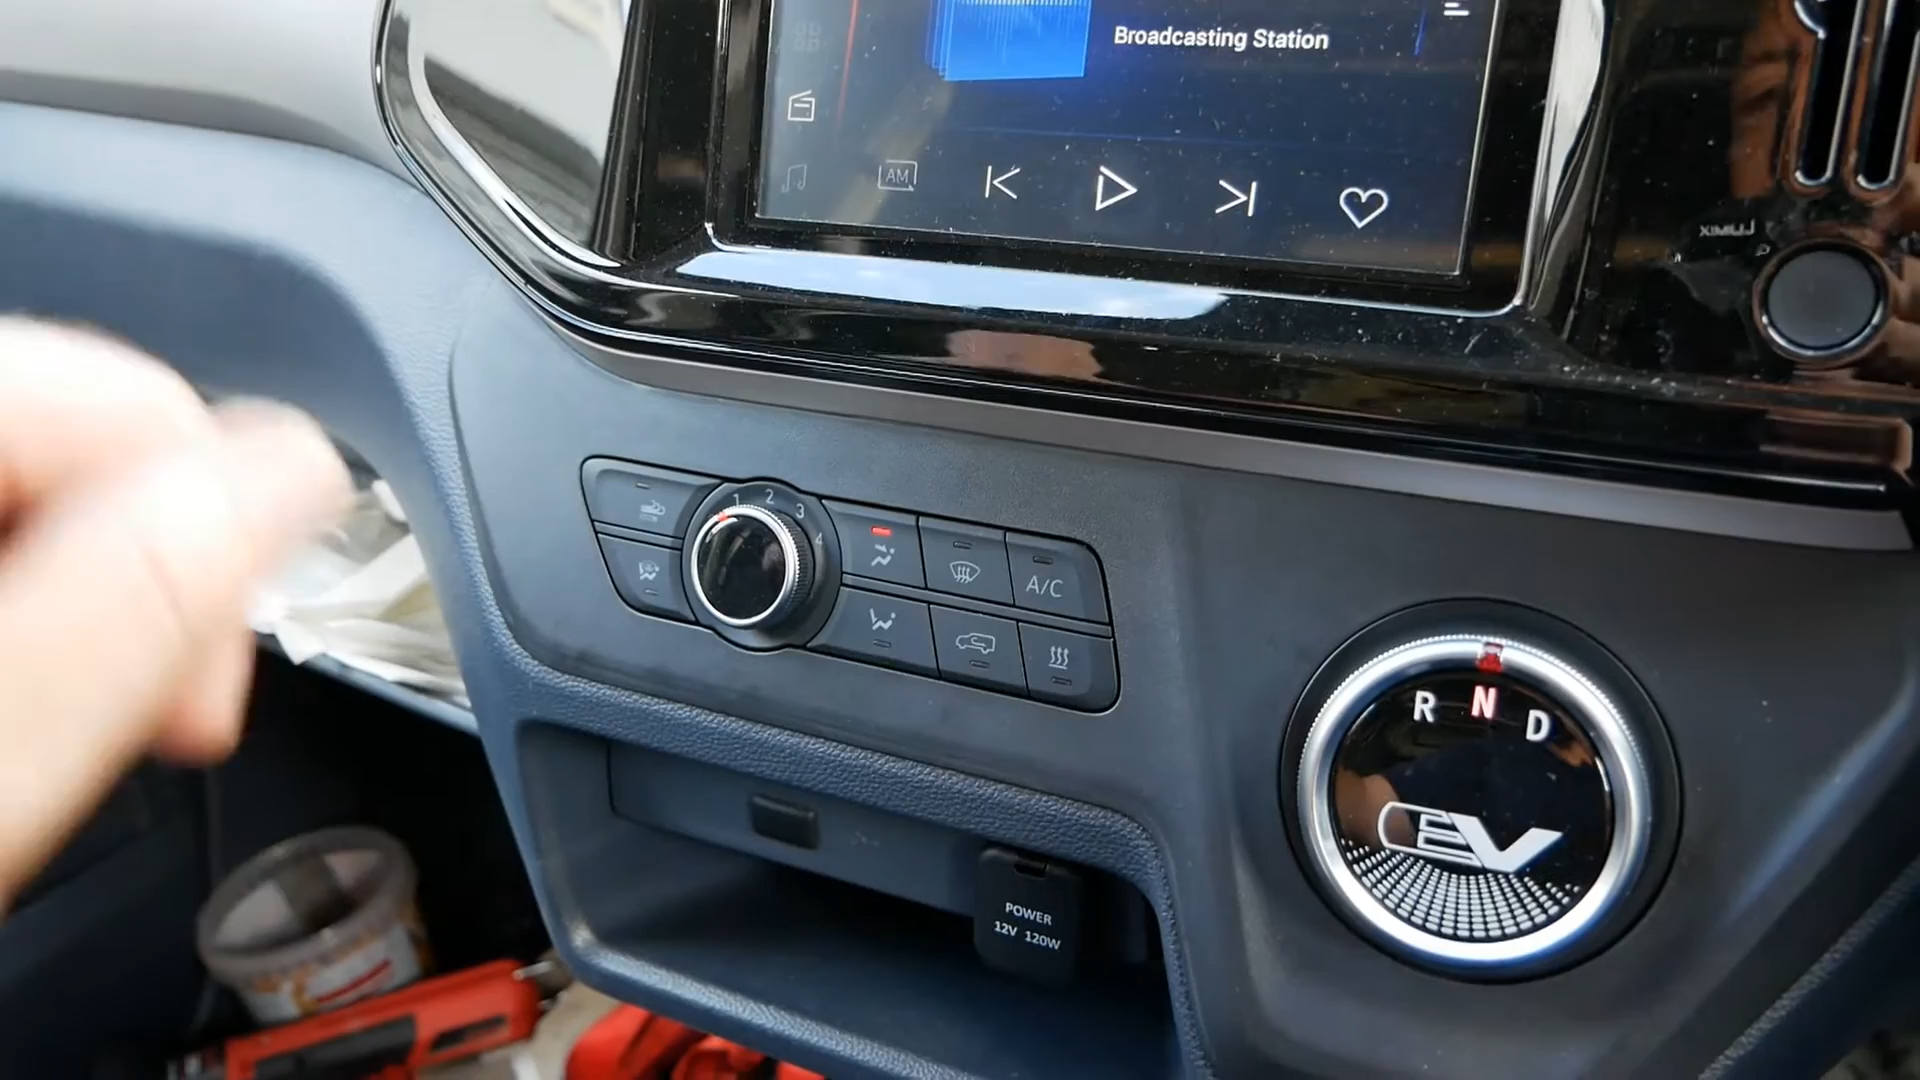 Broadcasting Station
AM
1 2 3 4
A/C
R N D
EV
POWER
12V 120W